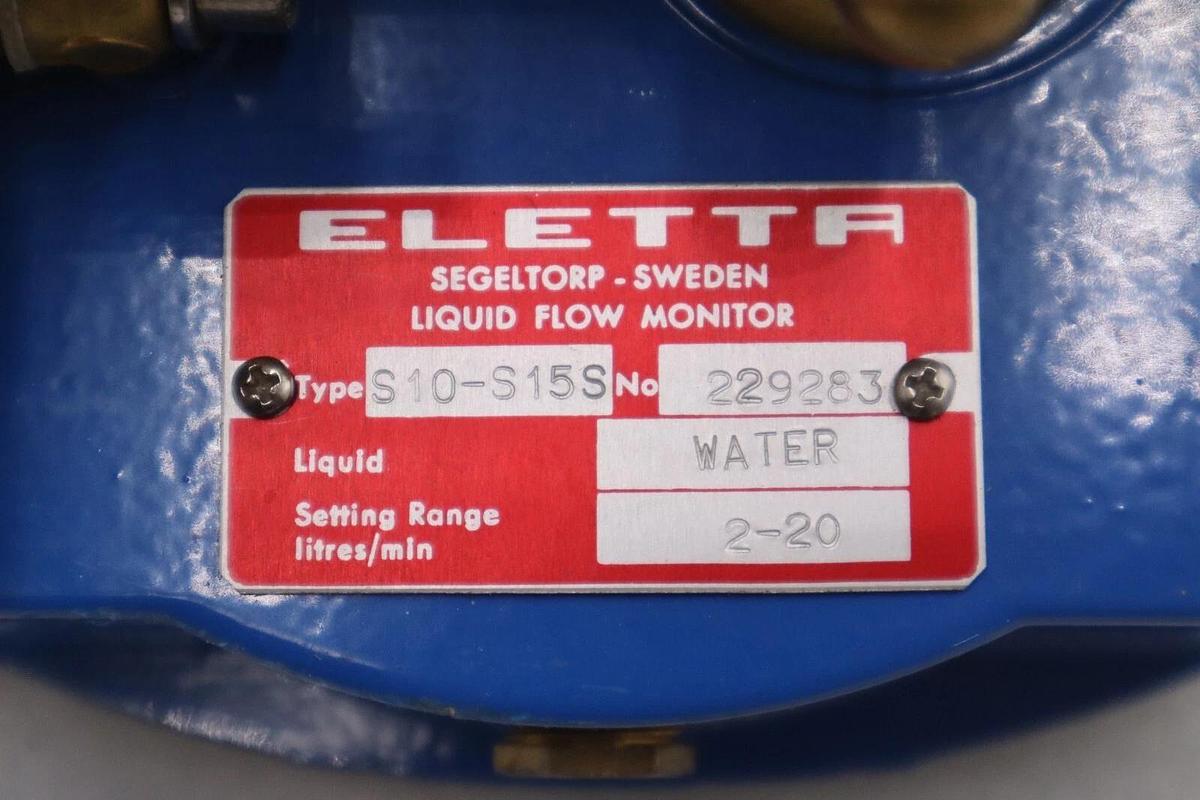 ELETTA
SEGELTORP - SWEDEN
LIQUID FLOW MONITOR
Type S10-S15S No 229283
Liquid WATER
Setting Range
litres/min 2-20